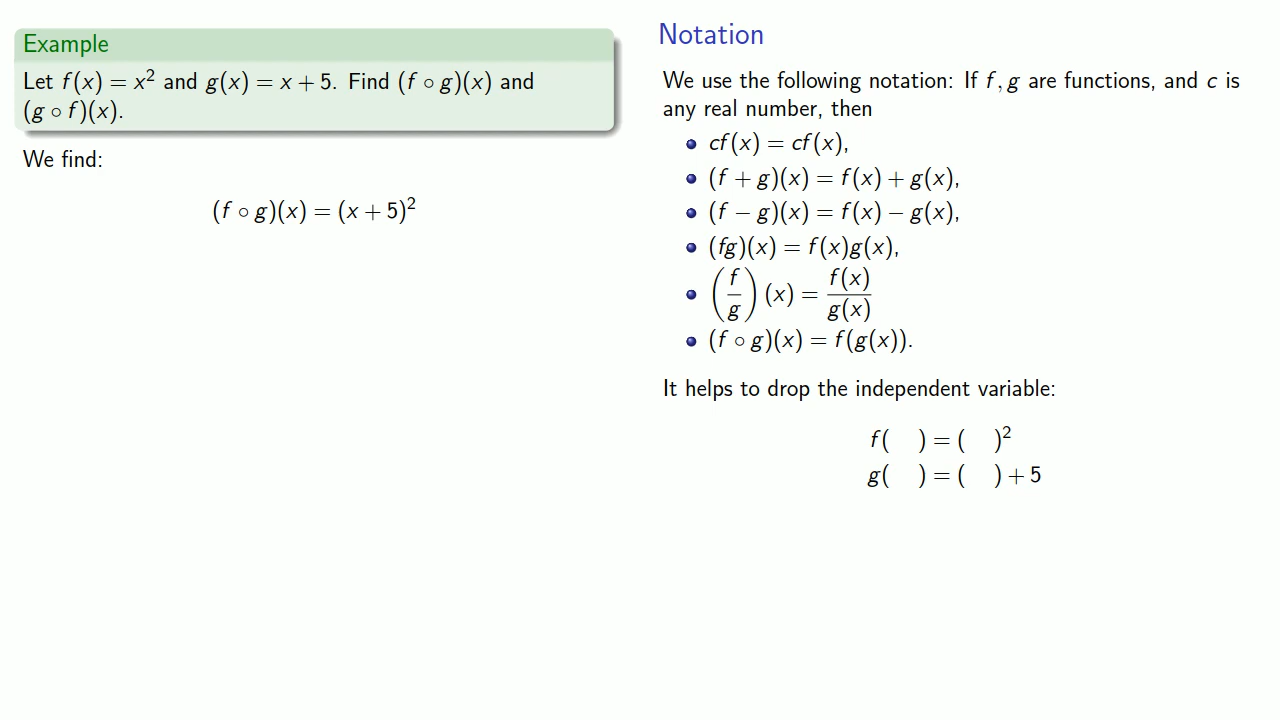 Example
Let f(x) = x² and g(x) = x + 5. Find (f ∘ g)(x) and
(g ∘ f)(x).
We find:
(f ∘ g)(x) = (x + 5)²
Notation
We use the following notation: If f, g are functions, and c is
any real number, then
• cf(x) = cf(x),
• (f + g)(x) = f(x) + g(x),
• (f − g)(x) = f(x) − g(x),
• (fg)(x) = f(x)g(x),
• (f/g)(x) = f(x)/g(x)
• (f ∘ g)(x) = f(g(x)).
It helps to drop the independent variable:
f(   ) = (   )²
g(   ) = (   ) + 5